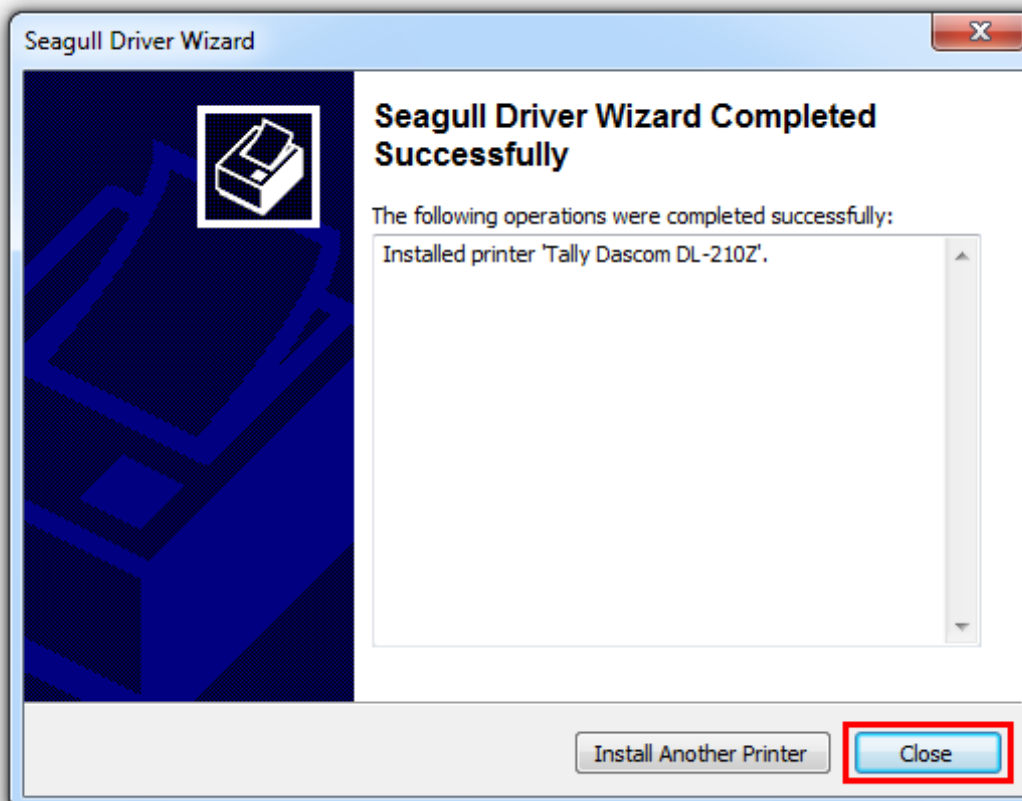 Seagull Driver Wizard
Seagull Driver Wizard Completed
Successfully
The following operations were completed successfully:
Installed printer 'Tally Dascom DL-210Z'.
Install Another Printer
Close